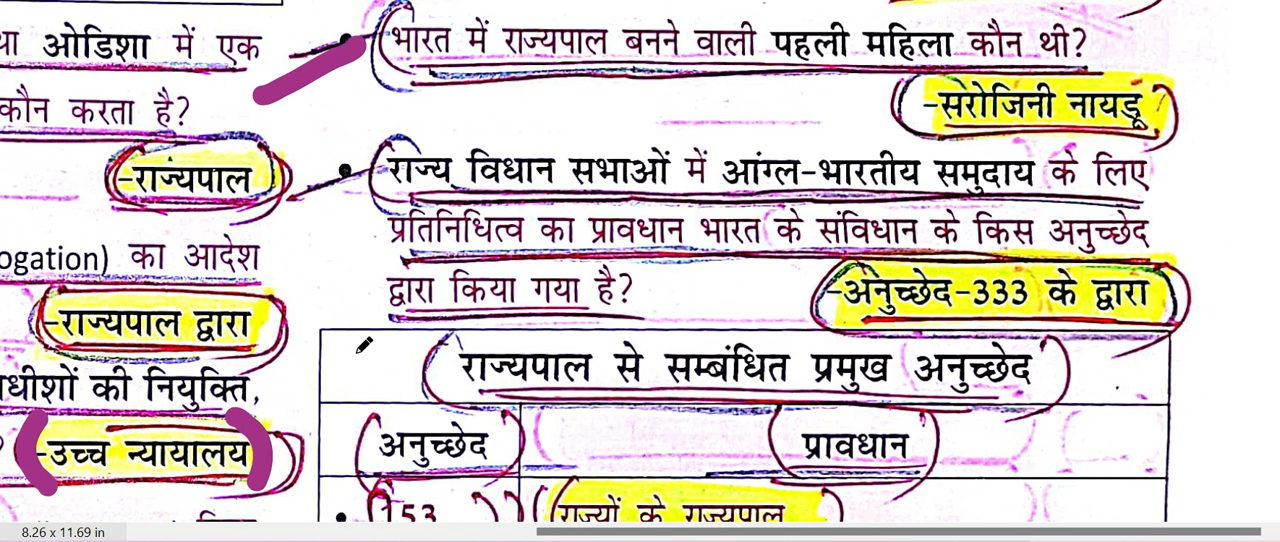 था ओडिशा में एक
कौन करता है?
-राज्यपाल
ogation) का आदेश
-राज्यपाल द्वारा
धीशों की नियुक्ति,
-उच्च न्यायालय
• भारत में राज्यपाल बनने वाली पहली महिला कौन थी?
-सरोजिनी नायडू
• राज्य विधान सभाओं में आंग्ल-भारतीय समुदाय के लिए
प्रतिनिधित्व का प्रावधान भारत के संविधान के किस अनुच्छेद
द्वारा किया गया है?
-अनुच्छेद-333 के द्वारा
राज्यपाल से सम्बंधित प्रमुख अनुच्छेद
अनुच्छेद प्रावधान
• 153 राज्यों के राज्यपाल
8.26 x 11.69 in